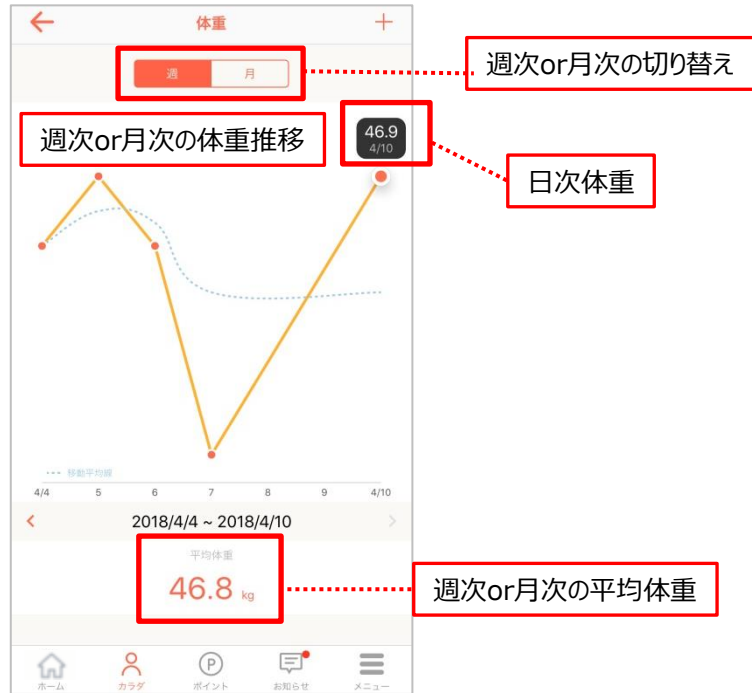 体重
週 月
週次or月次の切り替え
週次or月次の体重推移
46.9
4/10
日次体重
移動平均線
4/4 5 6 7 8 9 4/10
2018/4/4 ~ 2018/4/10
平均体重
46.8 kg
週次or月次の平均体重
P
ホーム カラダ ポイント お知らせ メニュー